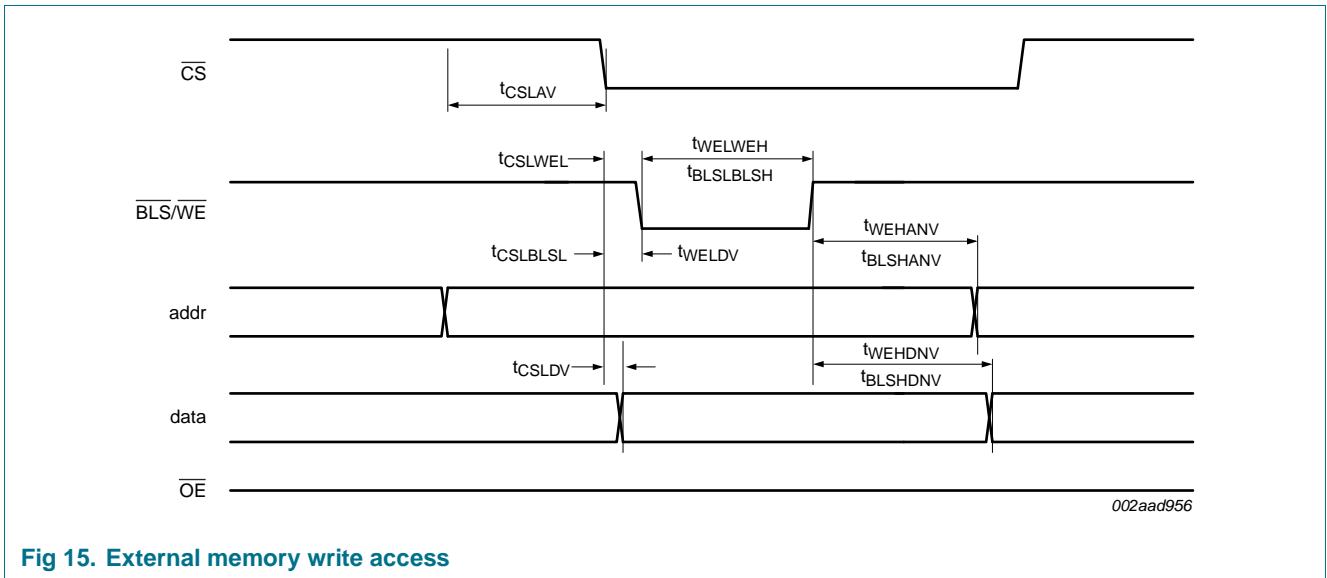 CS
tCSLAV
tCSLWEL
tWELWEH
tBLSLBLSH
BLS/WE
tWEHANV
tCSLBLSL
tWELDV
tBLSHANV
addr
tWEHDNV
tCSLDV
tBLSHDNV
data
OE
002aad956
Fig 15. External memory write access